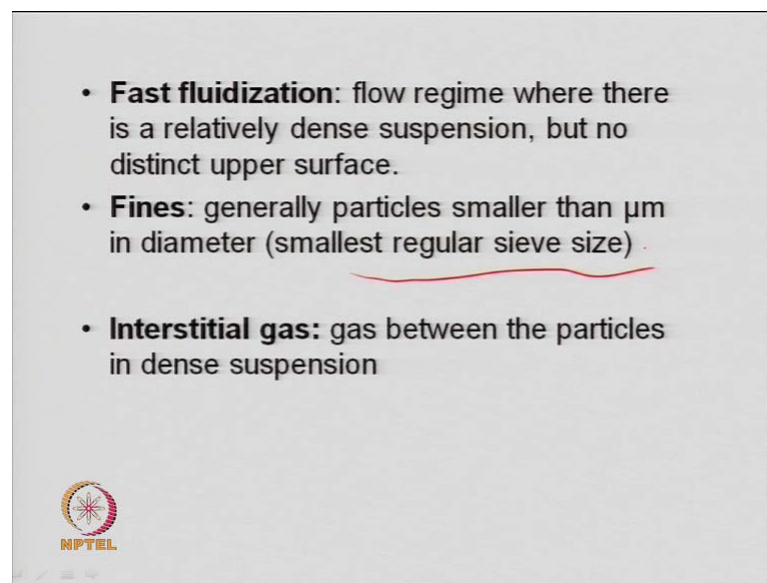 • Fast fluidization: flow regime where there
is a relatively dense suspension, but no
distinct upper surface.
• Fines: generally particles smaller than µm
in diameter (smallest regular sieve size)
• Interstitial gas: gas between the particles
in dense suspension
NPTEL